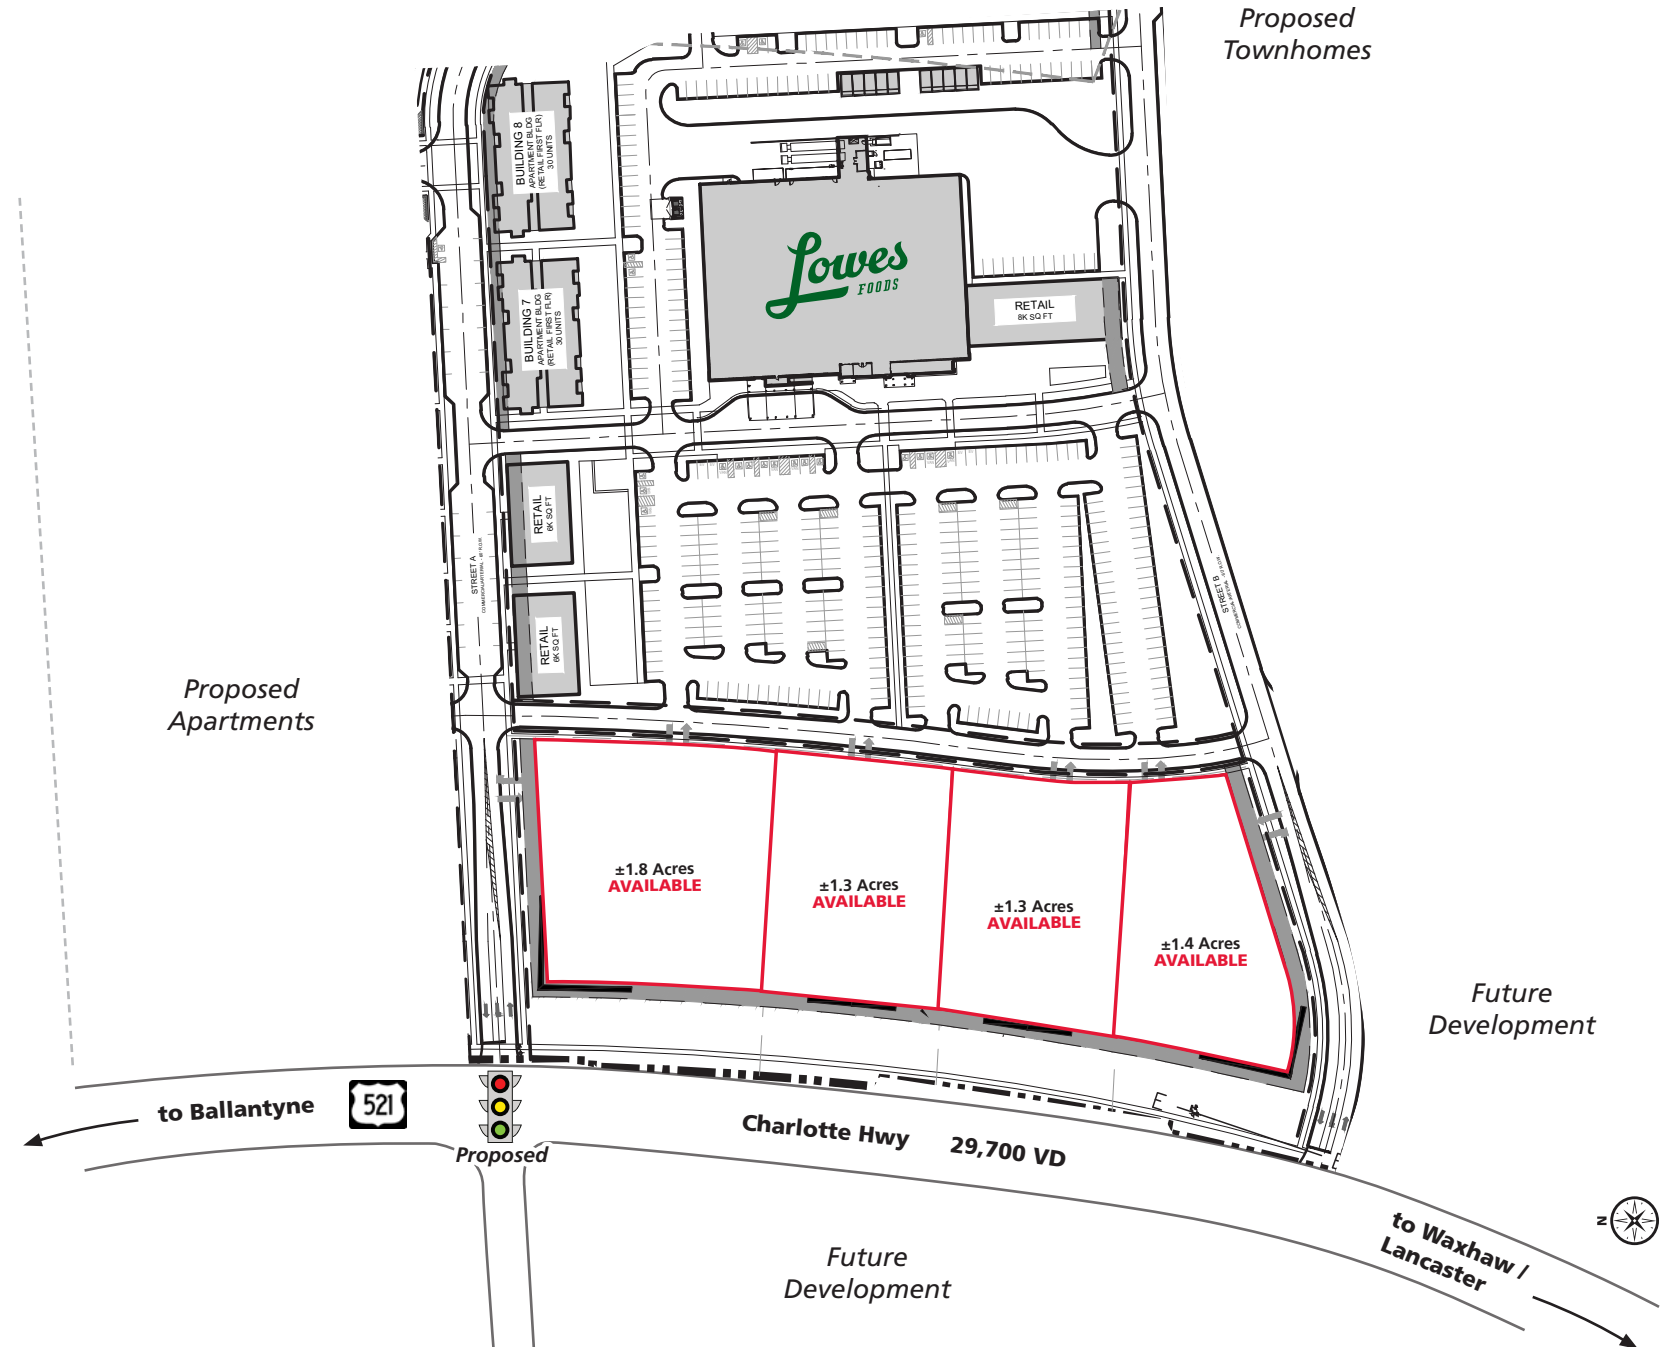 Proposed
Townhomes
BUILDING 8
APARTMENT BLDG
(RETAIL FIRST FLR)
30 UNITS
Lowes
FOODS
BUILDING 7
APARTMENT BLDG
(RETAIL FIRST FLR)
30 UNITS
RETAIL
8K SQ FT
RETAIL
6K SQ FT
STREET A
STREET B
RETAIL
6K SQ FT
Proposed
Apartments
±1.8 Acres
AVAILABLE
±1.3 Acres
AVAILABLE
±1.3 Acres
AVAILABLE
±1.4 Acres
AVAILABLE
Future
Development
to Ballantyne
521
Proposed
Charlotte Hwy 29,700 VD
E
E
to Waxhaw /
Lancaster
N
Future
Development